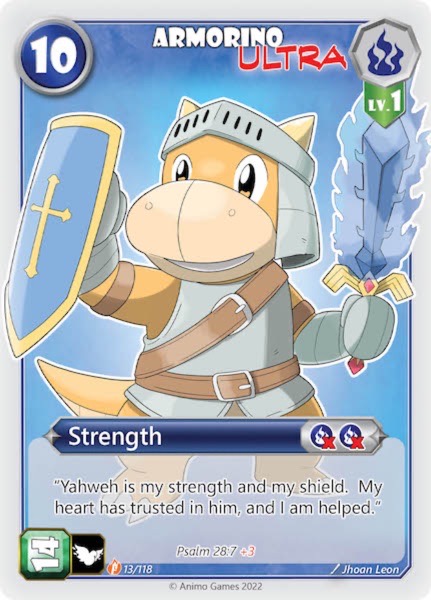 ARMORINO
ULTRA
10
LV.1
Strength
"Yahweh is my strength and my shield. My
heart has trusted in him, and I am helped."
Psalm 28:7 +3
14
13/118
Jhoan Leon
© Animo Games 2022